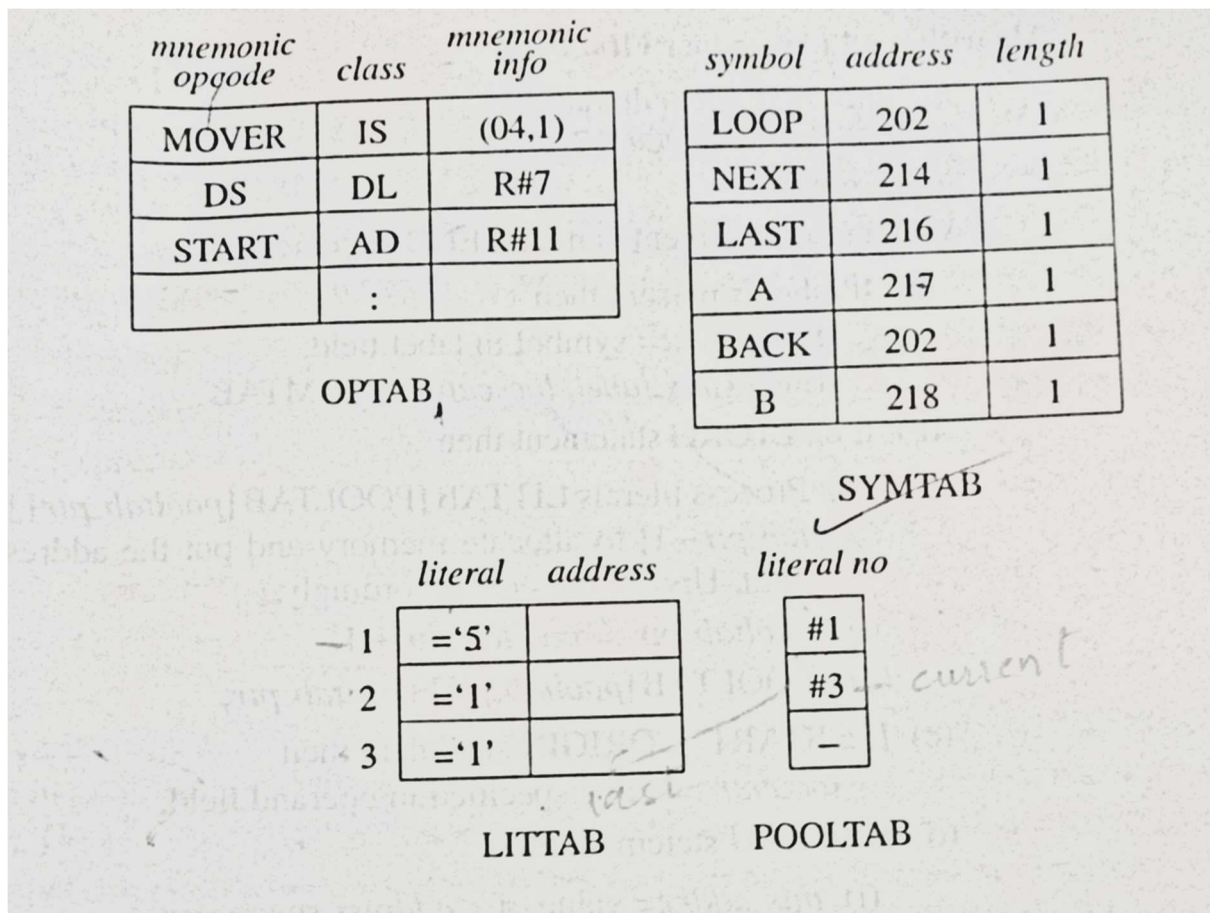 mnemonic opcode class mnemonic info
MOVER IS (04,1)
DS DL R#7
START AD R#11
:
OPTAB
symbol address length
LOOP 202 1
NEXT 214 1
LAST 216 1
A 217 1
BACK 202 1
B 218 1
SYMTAB
literal address
1 ='5'
2 ='1'
3 ='1'
LITTAB
literal no
#1
#3
–
POOLTAB
current
last